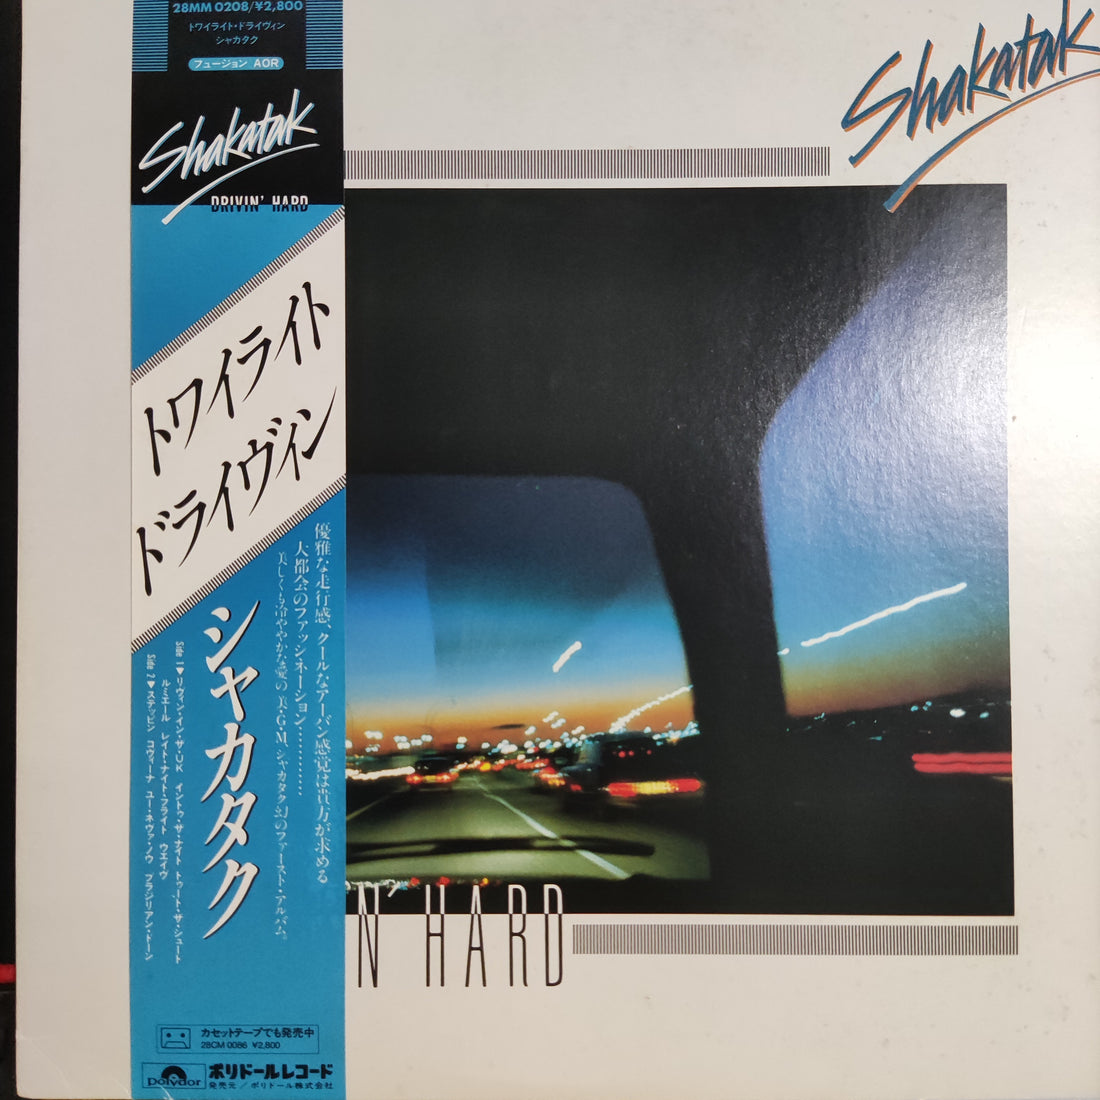 28MM 0208/¥2,800
トワイライト・ドライヴィン
シャカタク
フュージョン AOR
Shakatak
DRIVIN' HARD
トワイライト
ドライヴィン
シャカタク
優雅な走行感、クールなアーバン感覚は貴方が求める
大都会のファッシネーション…………
美しくも冷ややかな愛の美・G・M シャカタク幻のファースト・アルバム。
Side 1▼リヴィン・イン・ザ・UK イントゥ・ザ・ナイト トゥート・ザ・シュート
ルミエール レイト・ナイト・フライト ウエイヴ
Side 2▼ステッピン コヴィーナ ユー・ネヴァ・ノウ ブラジリアン・ドーン
カセットテープでも発売中
28CM 0086 ¥2,800
polydor
ポリドールレコード
発売元/ポリドール株式会社
Shakatak
N' HARD